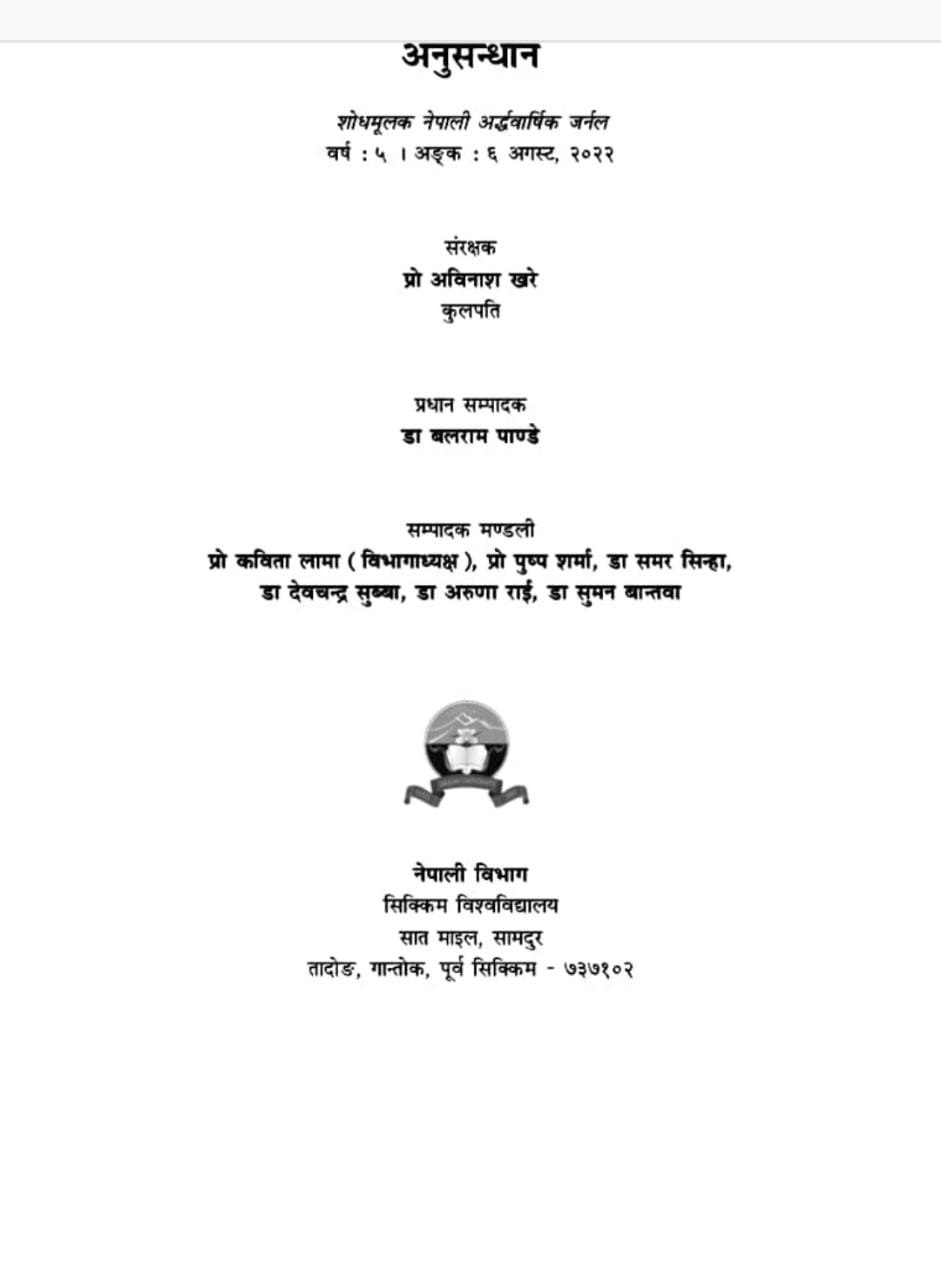 अनुसन्धान
शोधमूलक नेपाली अर्द्धवार्षिक जर्नल
वर्ष : ५ । अङ्क : ६ अगस्ट, २०२२
संरक्षक
प्रो अविनाश खरे
कुलपति
प्रधान सम्पादक
डा बलराम पाण्डे
सम्पादक मण्डली
प्रो कविता लामा ( विभागाध्यक्ष ), प्रो पुष्प शर्मा, डा समर सिन्हा,
डा देवचन्द्र सुब्बा, डा अरुणा राई, डा सुमन बान्तवा
नेपाली विभाग
सिक्किम विश्वविद्यालय
सात माइल, सामदुर
तादोङ, गान्तोक, पूर्व सिक्किम - ७३७१०२